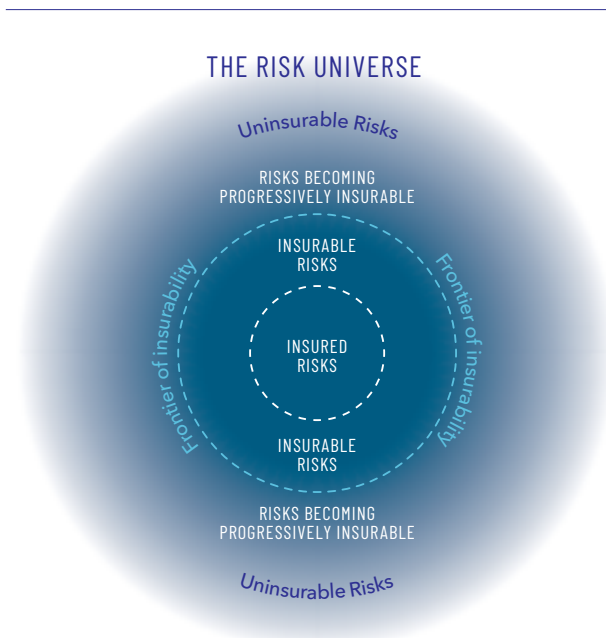 THE RISK UNIVERSE
Uninsurable Risks
RISKS BECOMING
PROGRESSIVELY INSURABLE
INSURABLE
RISKS
Frontier of insurability
Frontier of insurability
INSURED
RISKS
INSURABLE
RISKS
RISKS BECOMING
PROGRESSIVELY INSURABLE
Uninsurable Risks